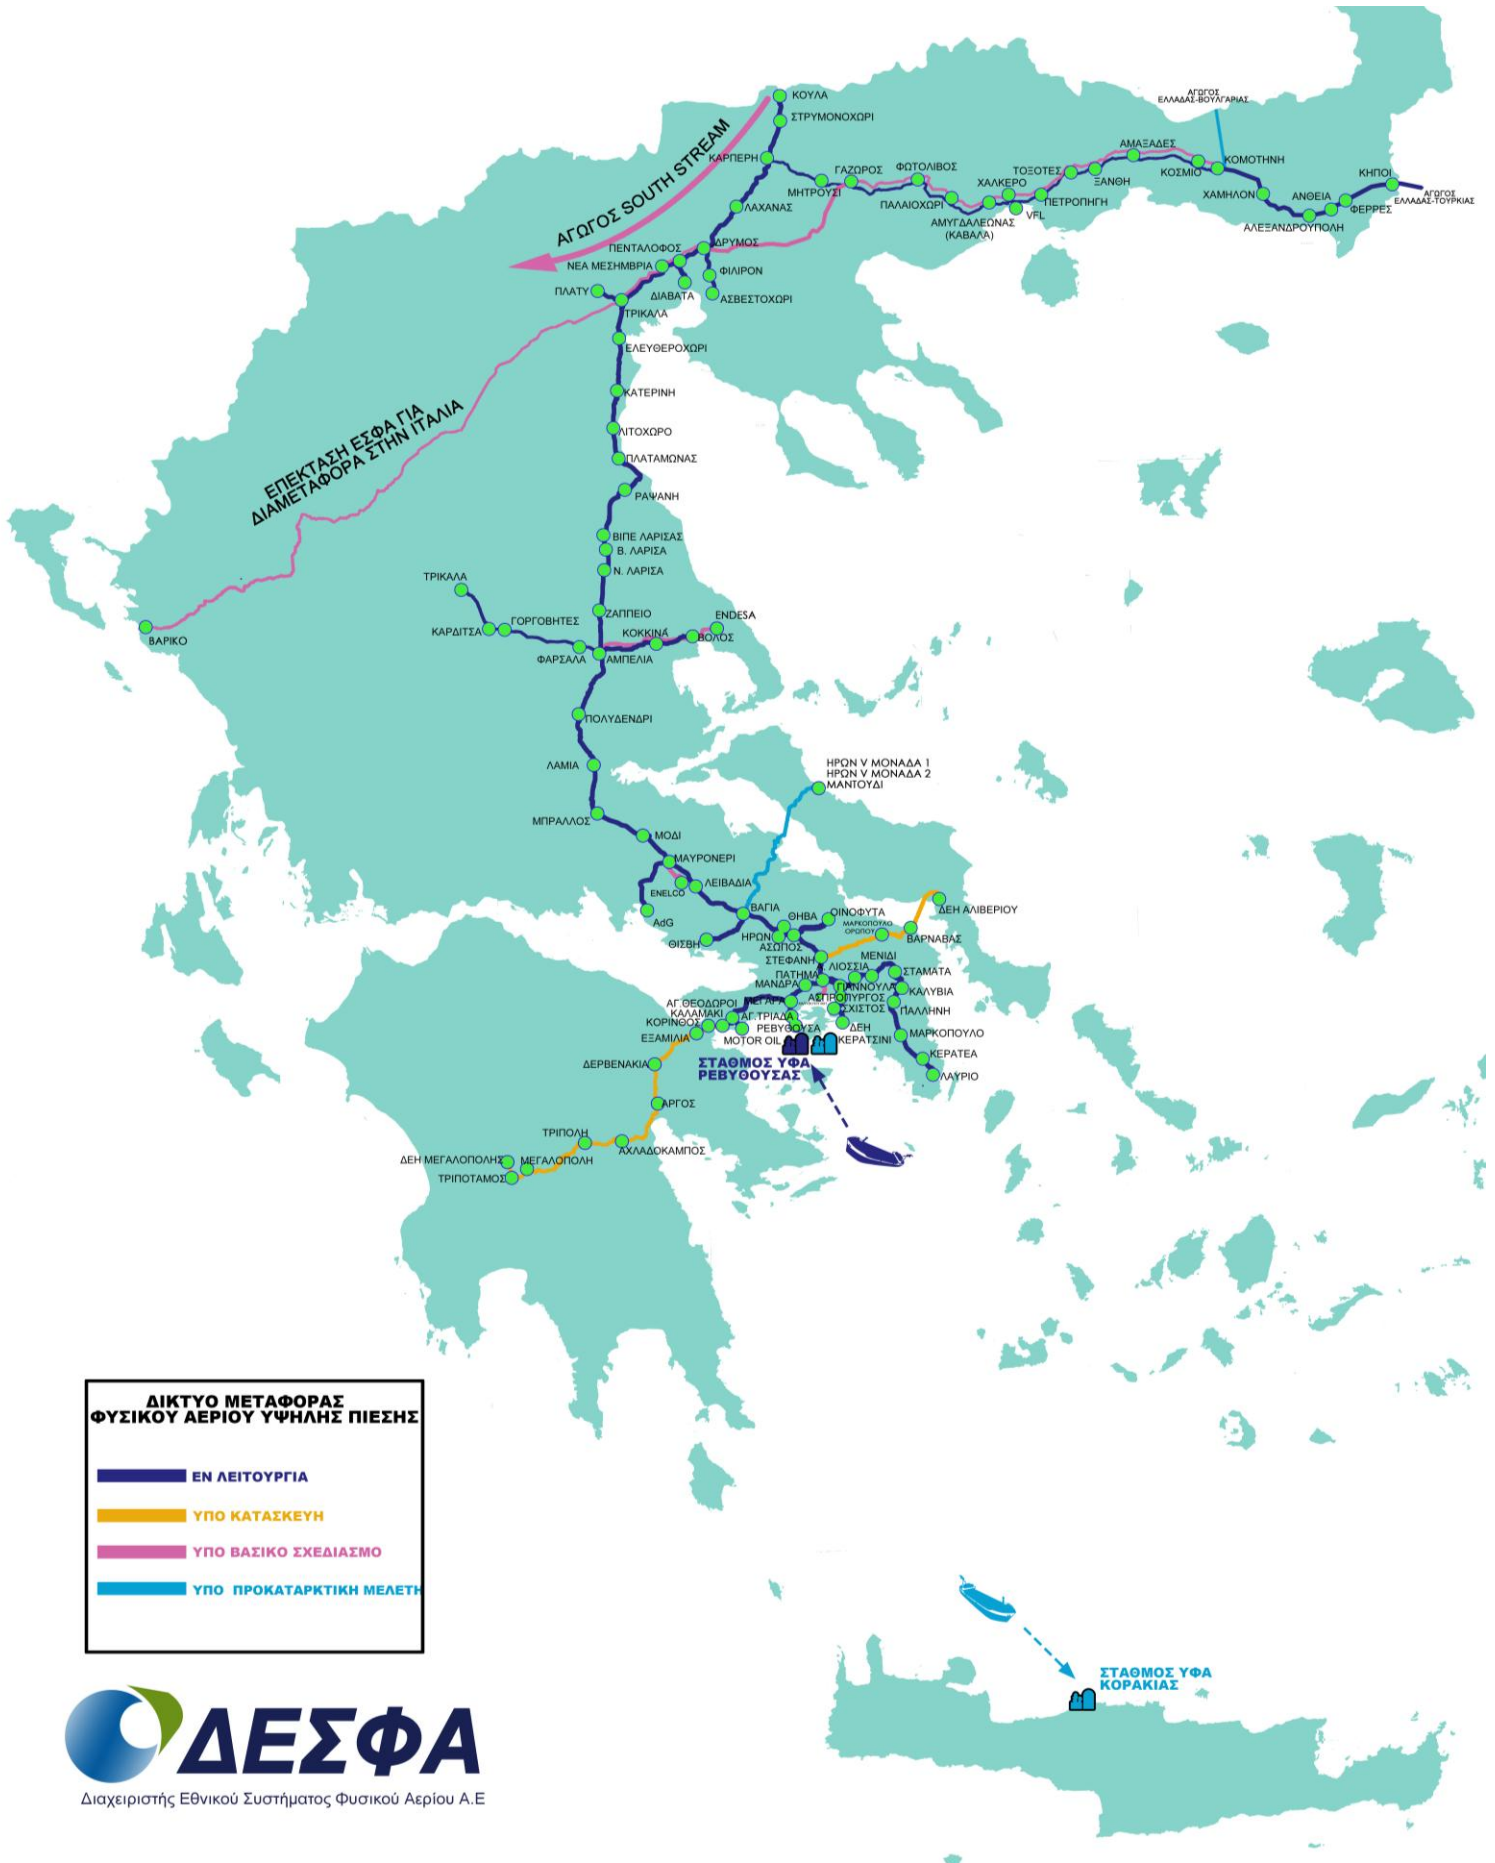 ΚΟΥΛΑ
ΣΤΡΥΜΟΝΟΧΩΡΙ
ΑΓΩΓΟΣ
ΕΛΛΑΔΑΣ-ΒΟΥΛΓΑΡΙΑΣ
ΑΓΩΓΟΣ SOUTH STREAM
ΚΑΡΠΕΡΗ
ΜΗΤΡΟΥΣΙ
ΓΑΖΩΡΟΣ
ΦΩΤΟΛΙΒΟΣ
ΠΑΛΑΙΟΧΩΡΙ
ΑΜΥΓΔΑΛΕΩΝΑΣ
(ΚΑΒΑΛΑ)
ΧΑΛΚΕΡΟ
VFL
ΠΕΤΡΟΠΗΓΗ
ΤΟΞΟΤΕΣ
ΞΑΝΘΗ
ΑΜΑΞΑΔΕΣ
ΚΟΣΜΙΟ
ΚΟΜΟΤΗΝΗ
ΧΑΜΗΛΟΝ
ΑΛΕΞΑΝΔΡΟΥΠΟΛΗ
ΑΝΘΕΙΑ
ΦΕΡΡΕΣ
ΚΗΠΟΙ
ΑΓΩΓΟΣ
ΕΛΛΑΔΑΣ-ΤΟΥΡΚΙΑΣ
ΛΑΧΑΝΑΣ
ΔΡΥΜΟΣ
ΠΕΝΤΑΛΟΦΟΣ
ΝΕΑ ΜΕΣΗΜΒΡΙΑ
ΦΙΛΙΡΟΝ
ΔΙΑΒΑΤΑ
ΑΣΒΕΣΤΟΧΩΡΙ
ΠΛΑΤΥ
ΤΡΙΚΑΛΑ
ΕΛΕΥΘΕΡΟΧΩΡΙ
ΚΑΤΕΡΙΝΗ
ΛΙΤΟΧΩΡΟ
ΠΛΑΤΑΜΩΝΑΣ
ΡΑΨΑΝΗ
ΕΠΕΚΤΑΣΗ ΕΣΦΑ ΓΙΑ
ΔΙΑΜΕΤΑΦΟΡΑ ΣΤΗΝ ΙΤΑΛΙΑ
ΒΙΠΕ ΛΑΡΙΣΑΣ
Β. ΛΑΡΙΣΑ
Ν. ΛΑΡΙΣΑ
ΤΡΙΚΑΛΑ
ΚΑΡΔΙΤΣΑ
ΓΟΡΓΟΒΗΤΕΣ
ΖΑΠΠΕΙΟ
ΦΑΡΣΑΛΑ
ΑΜΠΕΛΙΑ
ΚΟΚΚΙΝΑ
ΒΟΛΟΣ
ENDESA
ΒΑΡΙΚΟ
ΠΟΛΥΔΕΝΔΡΙ
ΛΑΜΙΑ
ΗΡΩΝ V ΜΟΝΑΔΑ 1
ΗΡΩΝ V ΜΟΝΑΔΑ 2
ΜΑΝΤΟΥΔΙ
ΜΠΡΑΛΛΟΣ
ΜΟΔΙ
ΜΑΥΡΟΝΕΡΙ
ENELCO
ΛΕΙΒΑΔΙΑ
AdG
ΒΑΓΙΑ
ΘΙΣΒΗ
ΘΗΒΑ
ΗΡΩΝ
ΑΣΩΠΟΣ
ΟΙΝΟΦΥΤΑ
ΜΑΡΚΟΠΟΥΛΟ
ΩΡΩΠΟΥ
ΔΕΗ ΑΛΙΒΕΡΙΟΥ
ΒΑΡΝΑΒΑΣ
ΣΤΕΦΑΝΗ
ΛΙΟΣΣΙΑ
ΜΕΝΙΔΙ
ΣΤΑΜΑΤΑ
ΠΑΤΗΜΑ
ΜΑΝΔΡΑ
ΓΙΑΝΝΟΥΛΑ
ΚΑΛΥΒΙΑ
ΜΕΓΑΡΑ
ΑΣΠΡΟΠΥΡΓΟΣ
ΣΧΙΣΤΟΣ
ΠΑΛΛΗΝΗ
ΑΓ.ΘΕΟΔΩΡΟΙ
ΚΑΛΑΜΑΚΙ
ΚΟΡΙΝΘΟΣ
ΕΞΑΜΙΛΙΑ
ΑΓ.ΤΡΙΑΔΑ
ΡΕΒΥΘΟΥΣΑ
MOTOR OIL
ΔΕΗ
ΚΕΡΑΤΣΙΝΙ
ΜΑΡΚΟΠΟΥΛΟ
ΚΕΡΑΤΕΑ
ΛΑΥΡΙΟ
ΣΤΑΘΜΟΣ ΥΦΑ
ΡΕΒΥΘΟΥΣΑΣ
ΔΕΡΒΕΝΑΚΙΑ
ΑΡΓΟΣ
ΤΡΙΠΟΛΗ
ΑΧΛΑΔΟΚΑΜΠΟΣ
ΔΕΗ ΜΕΓΑΛΟΠΟΛΗΣ
ΜΕΓΑΛΟΠΟΛΗ
ΤΡΙΠΟΤΑΜΟΣ
ΔΙΚΤΥΟ ΜΕΤΑΦΟΡΑΣ
ΦΥΣΙΚΟΥ ΑΕΡΙΟΥ ΥΨΗΛΗΣ ΠΙΕΣΗΣ
ΕΝ ΛΕΙΤΟΥΡΓΙΑ
ΥΠΟ ΚΑΤΑΣΚΕΥΗ
ΥΠΟ ΒΑΣΙΚΟ ΣΧΕΔΙΑΣΜΟ
ΥΠΟ ΠΡΟΚΑΤΑΡΚΤΙΚΗ ΜΕΛΕΤΗ
ΣΤΑΘΜΟΣ ΥΦΑ
ΚΟΡΑΚΙΑΣ
ΔΕΣΦΑ
Διαχειριστής Εθνικού Συστήματος Φυσικού Αερίου Α.Ε